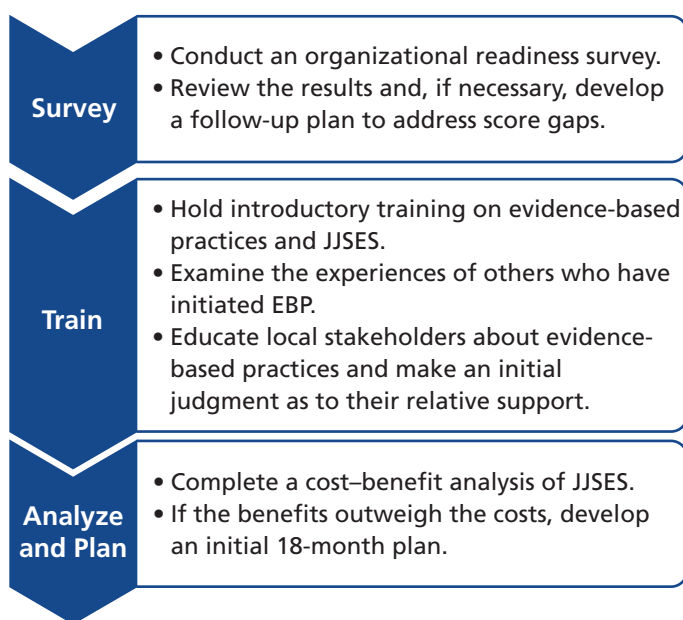 Survey
• Conduct an organizational readiness survey.
• Review the results and, if necessary, develop
a follow-up plan to address score gaps.
Train
• Hold introductory training on evidence-based
practices and JJSES.
• Examine the experiences of others who have
initiated EBP.
• Educate local stakeholders about evidence-
based practices and make an initial
judgment as to their relative support.
Analyze
and Plan
• Complete a cost–benefit analysis of JJSES.
• If the benefits outweigh the costs, develop
an initial 18-month plan.